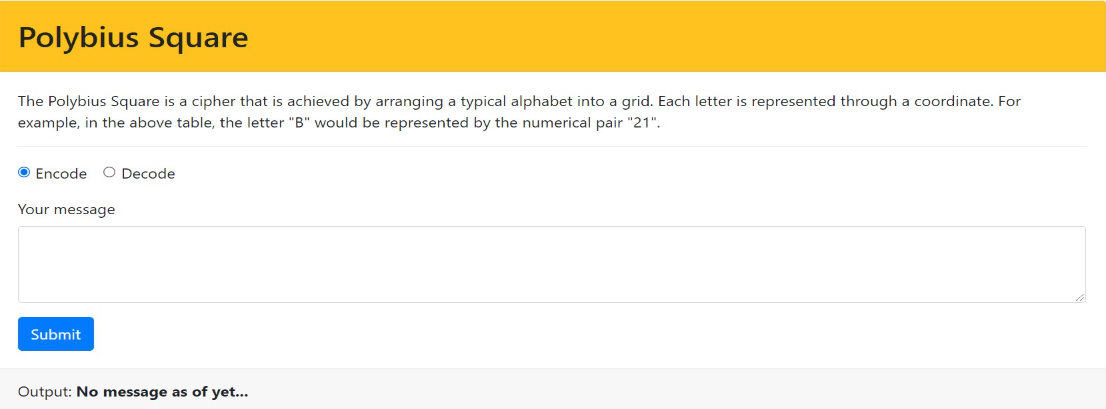 Polybius Square
The Polybius Square is a cipher that is achieved by arranging a typical alphabet into a grid. Each letter is represented through a coordinate. For
example, in the above table, the letter "B" would be represented by the numerical pair "21".
Encode Decode
Your message
Submit
Output: No message as of yet...